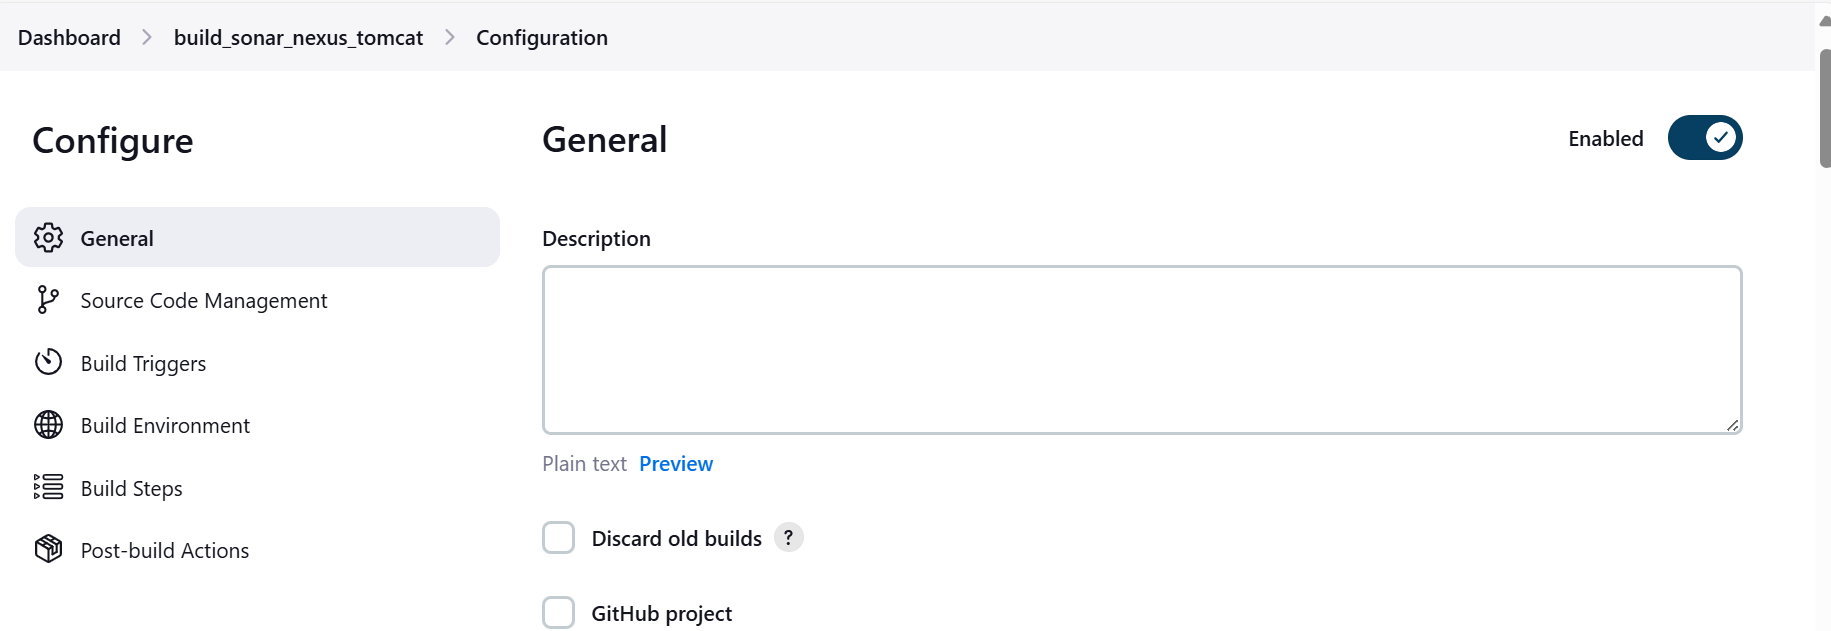 Dashboard > build_sonar_nexus_tomcat > Configuration
Configure
General
Source Code Management
Build Triggers
Build Environment
Build Steps
Post-build Actions
General
Enabled
Description
Plain text Preview
Discard old builds ?
GitHub project